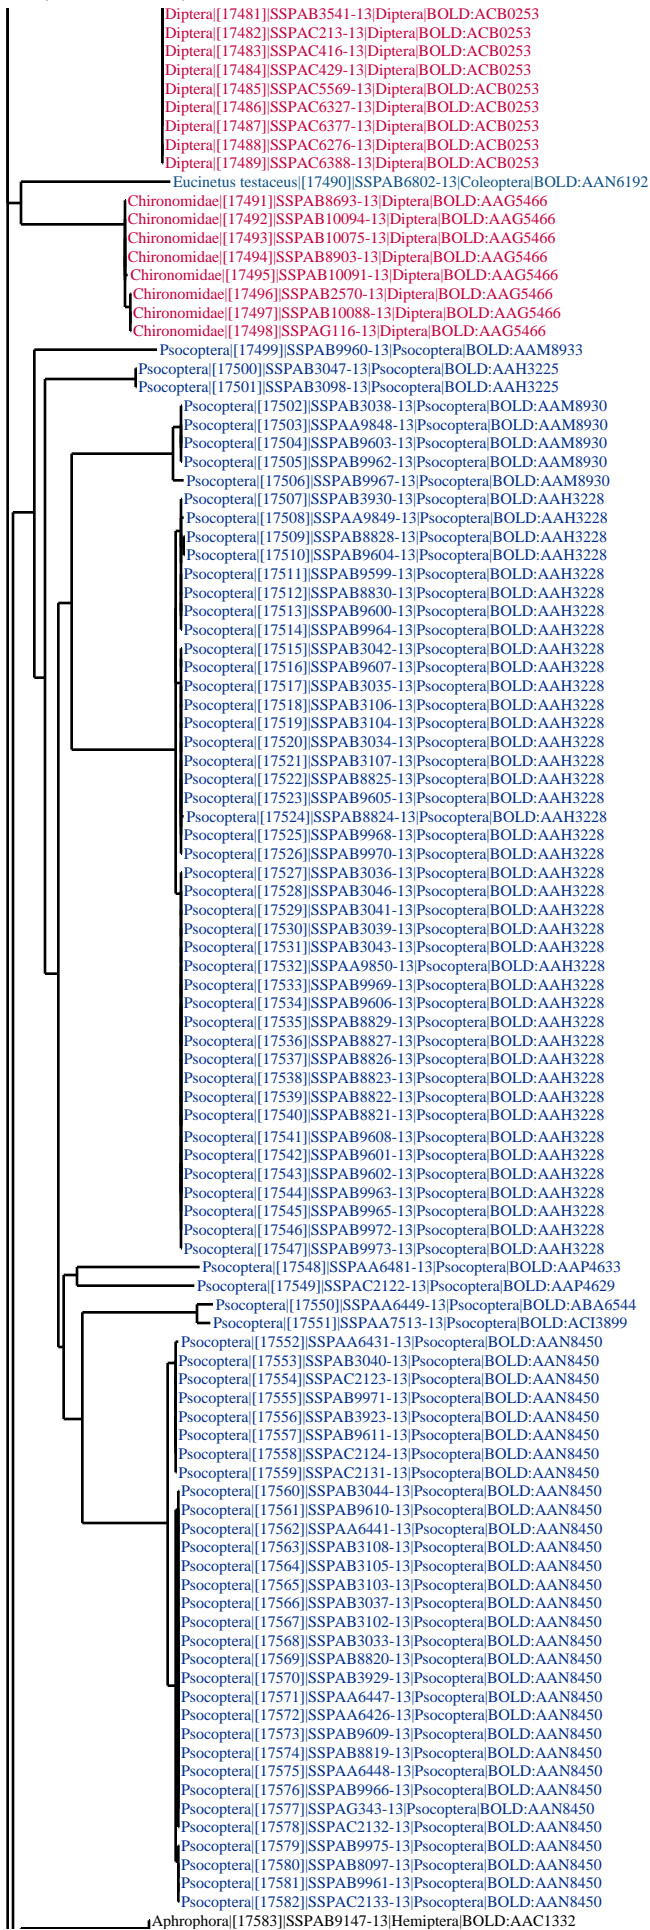 Diptera|[17481]|SSPAB3541-13|Diptera|BOLD:ACB0253
Diptera|[17482]|SSPAC213-13|Diptera|BOLD:ACB0253
Diptera|[17483]|SSPAC416-13|Diptera|BOLD:ACB0253
Diptera|[17484]|SSPAC429-13|Diptera|BOLD:ACB0253
Diptera|[17485]|SSPAC5569-13|Diptera|BOLD:ACB0253
Diptera|[17486]|SSPAC6327-13|Diptera|BOLD:ACB0253
Diptera|[17487]|SSPAC6377-13|Diptera|BOLD:ACB0253
Diptera|[17488]|SSPAC6276-13|Diptera|BOLD:ACB0253
Diptera|[17489]|SSPAC6388-13|Diptera|BOLD:ACB0253
Eucinetus testaceus|[17490]|SSPAB6802-13|Coleoptera|BOLD:AAN6192
Chironomidae|[17491]|SSPAB8693-13|Diptera|BOLD:AAG5466
Chironomidae|[17492]|SSPAB10094-13|Diptera|BOLD:AAG5466
Chironomidae|[17493]|SSPAB10075-13|Diptera|BOLD:AAG5466
Chironomidae|[17494]|SSPAB8903-13|Diptera|BOLD:AAG5466
Chironomidae|[17495]|SSPAB10091-13|Diptera|BOLD:AAG5466
Chironomidae|[17496]|SSPAB2570-13|Diptera|BOLD:AAG5466
Chironomidae|[17497]|SSPAB10088-13|Diptera|BOLD:AAG5466
Chironomidae|[17498]|SSPAG116-13|Diptera|BOLD:AAG5466
Psocoptera|[17499]|SSPAB9960-13|Psocoptera|BOLD:AAM8933
Psocoptera|[17500]|SSPAB3047-13|Psocoptera|BOLD:AAH3225
Psocoptera|[17501]|SSPAB3098-13|Psocoptera|BOLD:AAH3225
Psocoptera|[17502]|SSPAB3038-13|Psocoptera|BOLD:AAM8930
Psocoptera|[17503]|SSPAA9848-13|Psocoptera|BOLD:AAM8930
Psocoptera|[17504]|SSPAB9603-13|Psocoptera|BOLD:AAM8930
Psocoptera|[17505]|SSPAB9962-13|Psocoptera|BOLD:AAM8930
Psocoptera|[17506]|SSPAB9967-13|Psocoptera|BOLD:AAM8930
Psocoptera|[17507]|SSPAB3930-13|Psocoptera|BOLD:AAH3228
Psocoptera|[17508]|SSPAA9849-13|Psocoptera|BOLD:AAH3228
Psocoptera|[17509]|SSPAB8828-13|Psocoptera|BOLD:AAH3228
Psocoptera|[17510]|SSPAB9604-13|Psocoptera|BOLD:AAH3228
Psocoptera|[17511]|SSPAB9599-13|Psocoptera|BOLD:AAH3228
Psocoptera|[17512]|SSPAB8830-13|Psocoptera|BOLD:AAH3228
Psocoptera|[17513]|SSPAB9600-13|Psocoptera|BOLD:AAH3228
Psocoptera|[17514]|SSPAB9964-13|Psocoptera|BOLD:AAH3228
Psocoptera|[17515]|SSPAB3042-13|Psocoptera|BOLD:AAH3228
Psocoptera|[17516]|SSPAB9607-13|Psocoptera|BOLD:AAH3228
Psocoptera|[17517]|SSPAB3035-13|Psocoptera|BOLD:AAH3228
Psocoptera|[17518]|SSPAB3106-13|Psocoptera|BOLD:AAH3228
Psocoptera|[17519]|SSPAB3104-13|Psocoptera|BOLD:AAH3228
Psocoptera|[17520]|SSPAB3034-13|Psocoptera|BOLD:AAH3228
Psocoptera|[17521]|SSPAB3107-13|Psocoptera|BOLD:AAH3228
Psocoptera|[17522]|SSPAB8825-13|Psocoptera|BOLD:AAH3228
Psocoptera|[17523]|SSPAB9605-13|Psocoptera|BOLD:AAH3228
Psocoptera|[17524]|SSPAB8824-13|Psocoptera|BOLD:AAH3228
Psocoptera|[17525]|SSPAB9968-13|Psocoptera|BOLD:AAH3228
Psocoptera|[17526]|SSPAB9970-13|Psocoptera|BOLD:AAH3228
Psocoptera|[17527]|SSPAB3036-13|Psocoptera|BOLD:AAH3228
Psocoptera|[17528]|SSPAB3046-13|Psocoptera|BOLD:AAH3228
Psocoptera|[17529]|SSPAB3041-13|Psocoptera|BOLD:AAH3228
Psocoptera|[17530]|SSPAB3039-13|Psocoptera|BOLD:AAH3228
Psocoptera|[17531]|SSPAB3043-13|Psocoptera|BOLD:AAH3228
Psocoptera|[17532]|SSPAA9850-13|Psocoptera|BOLD:AAH3228
Psocoptera|[17533]|SSPAB9969-13|Psocoptera|BOLD:AAH3228
Psocoptera|[17534]|SSPAB9606-13|Psocoptera|BOLD:AAH3228
Psocoptera|[17535]|SSPAB8829-13|Psocoptera|BOLD:AAH3228
Psocoptera|[17536]|SSPAB8827-13|Psocoptera|BOLD:AAH3228
Psocoptera|[17537]|SSPAB8826-13|Psocoptera|BOLD:AAH3228
Psocoptera|[17538]|SSPAB8823-13|Psocoptera|BOLD:AAH3228
Psocoptera|[17539]|SSPAB8822-13|Psocoptera|BOLD:AAH3228
Psocoptera|[17540]|SSPAB8821-13|Psocoptera|BOLD:AAH3228
Psocoptera|[17541]|SSPAB9608-13|Psocoptera|BOLD:AAH3228
Psocoptera|[17542]|SSPAB9601-13|Psocoptera|BOLD:AAH3228
Psocoptera|[17543]|SSPAB9602-13|Psocoptera|BOLD:AAH3228
Psocoptera|[17544]|SSPAB9963-13|Psocoptera|BOLD:AAH3228
Psocoptera|[17545]|SSPAB9965-13|Psocoptera|BOLD:AAH3228
Psocoptera|[17546]|SSPAB9972-13|Psocoptera|BOLD:AAH3228
Psocoptera|[17547]|SSPAB9973-13|Psocoptera|BOLD:AAH3228
Psocoptera|[17548]|SSPAA6481-13|Psocoptera|BOLD:AAP4633
Psocoptera|[17549]|SSPAC2122-13|Psocoptera|BOLD:AAP4629
Psocoptera|[17550]|SSPAA6449-13|Psocoptera|BOLD:ABA6544
Psocoptera|[17551]|SSPAA7513-13|Psocoptera|BOLD:ACI3899
Psocoptera|[17552]|SSPAA6431-13|Psocoptera|BOLD:AAN8450
Psocoptera|[17553]|SSPAB3040-13|Psocoptera|BOLD:AAN8450
Psocoptera|[17554]|SSPAC2123-13|Psocoptera|BOLD:AAN8450
Psocoptera|[17555]|SSPAB9971-13|Psocoptera|BOLD:AAN8450
Psocoptera|[17556]|SSPAB3923-13|Psocoptera|BOLD:AAN8450
Psocoptera|[17557]|SSPAB9611-13|Psocoptera|BOLD:AAN8450
Psocoptera|[17558]|SSPAC2124-13|Psocoptera|BOLD:AAN8450
Psocoptera|[17559]|SSPAC2131-13|Psocoptera|BOLD:AAN8450
Psocoptera|[17560]|SSPAB3044-13|Psocoptera|BOLD:AAN8450
Psocoptera|[17561]|SSPAB9610-13|Psocoptera|BOLD:AAN8450
Psocoptera|[17562]|SSPAA6441-13|Psocoptera|BOLD:AAN8450
Psocoptera|[17563]|SSPAB3108-13|Psocoptera|BOLD:AAN8450
Psocoptera|[17564]|SSPAB3105-13|Psocoptera|BOLD:AAN8450
Psocoptera|[17565]|SSPAB3103-13|Psocoptera|BOLD:AAN8450
Psocoptera|[17566]|SSPAB3037-13|Psocoptera|BOLD:AAN8450
Psocoptera|[17567]|SSPAB3102-13|Psocoptera|BOLD:AAN8450
Psocoptera|[17568]|SSPAB3033-13|Psocoptera|BOLD:AAN8450
Psocoptera|[17569]|SSPAB8820-13|Psocoptera|BOLD:AAN8450
Psocoptera|[17570]|SSPAB3929-13|Psocoptera|BOLD:AAN8450
Psocoptera|[17571]|SSPAA6447-13|Psocoptera|BOLD:AAN8450
Psocoptera|[17572]|SSPAA6426-13|Psocoptera|BOLD:AAN8450
Psocoptera|[17573]|SSPAB9609-13|Psocoptera|BOLD:AAN8450
Psocoptera|[17574]|SSPAB8819-13|Psocoptera|BOLD:AAN8450
Psocoptera|[17575]|SSPAA6448-13|Psocoptera|BOLD:AAN8450
Psocoptera|[17576]|SSPAB9966-13|Psocoptera|BOLD:AAN8450
Psocoptera|[17577]|SSPAG343-13|Psocoptera|BOLD:AAN8450
Psocoptera|[17578]|SSPAC2132-13|Psocoptera|BOLD:AAN8450
Psocoptera|[17579]|SSPAB9975-13|Psocoptera|BOLD:AAN8450
Psocoptera|[17580]|SSPAB8097-13|Psocoptera|BOLD:AAN8450
Psocoptera|[17581]|SSPAB9961-13|Psocoptera|BOLD:AAN8450
Psocoptera|[17582]|SSPAC2133-13|Psocoptera|BOLD:AAN8450
Aphrophora|[17583]|SSPAB9147-13|Hemiptera|BOLD:AAC1332